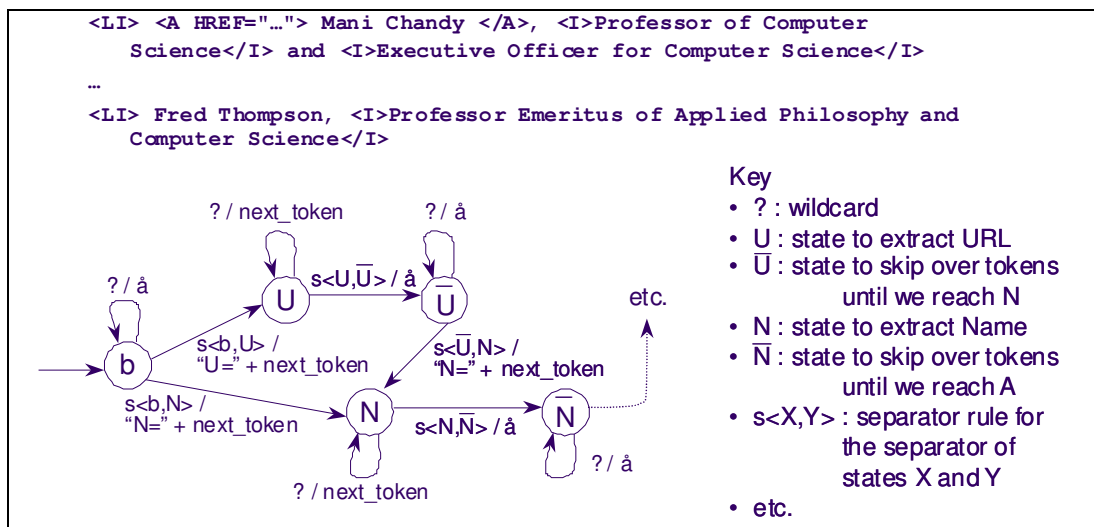 <LI> <A HREF="…"> Mani Chandy </A>, <I>Professor of Computer
Science</I> and <I>Executive Officer for Computer Science</I>
…
<LI> Fred Thompson, <I>Professor Emeritus of Applied Philosophy and
Computer Science</I>
? / next_token
? / å
s<U,U̅> / å
? / å
U
U̅
etc.
s<b,U> /
“U=” + next_token
s<U̅,N> /
“N=” + next_token
b
s<b,N> /
“N=” + next_token
N
s<N,N̅> / å
N̅
? / å
? / next_token
Key
• ? : wildcard
• U : state to extract URL
• U̅ : state to skip over tokens
until we reach N
• N : state to extract Name
• N̅ : state to skip over tokens
until we reach A
• s<X,Y> : separator rule for
the separator of
states X and Y
• etc.